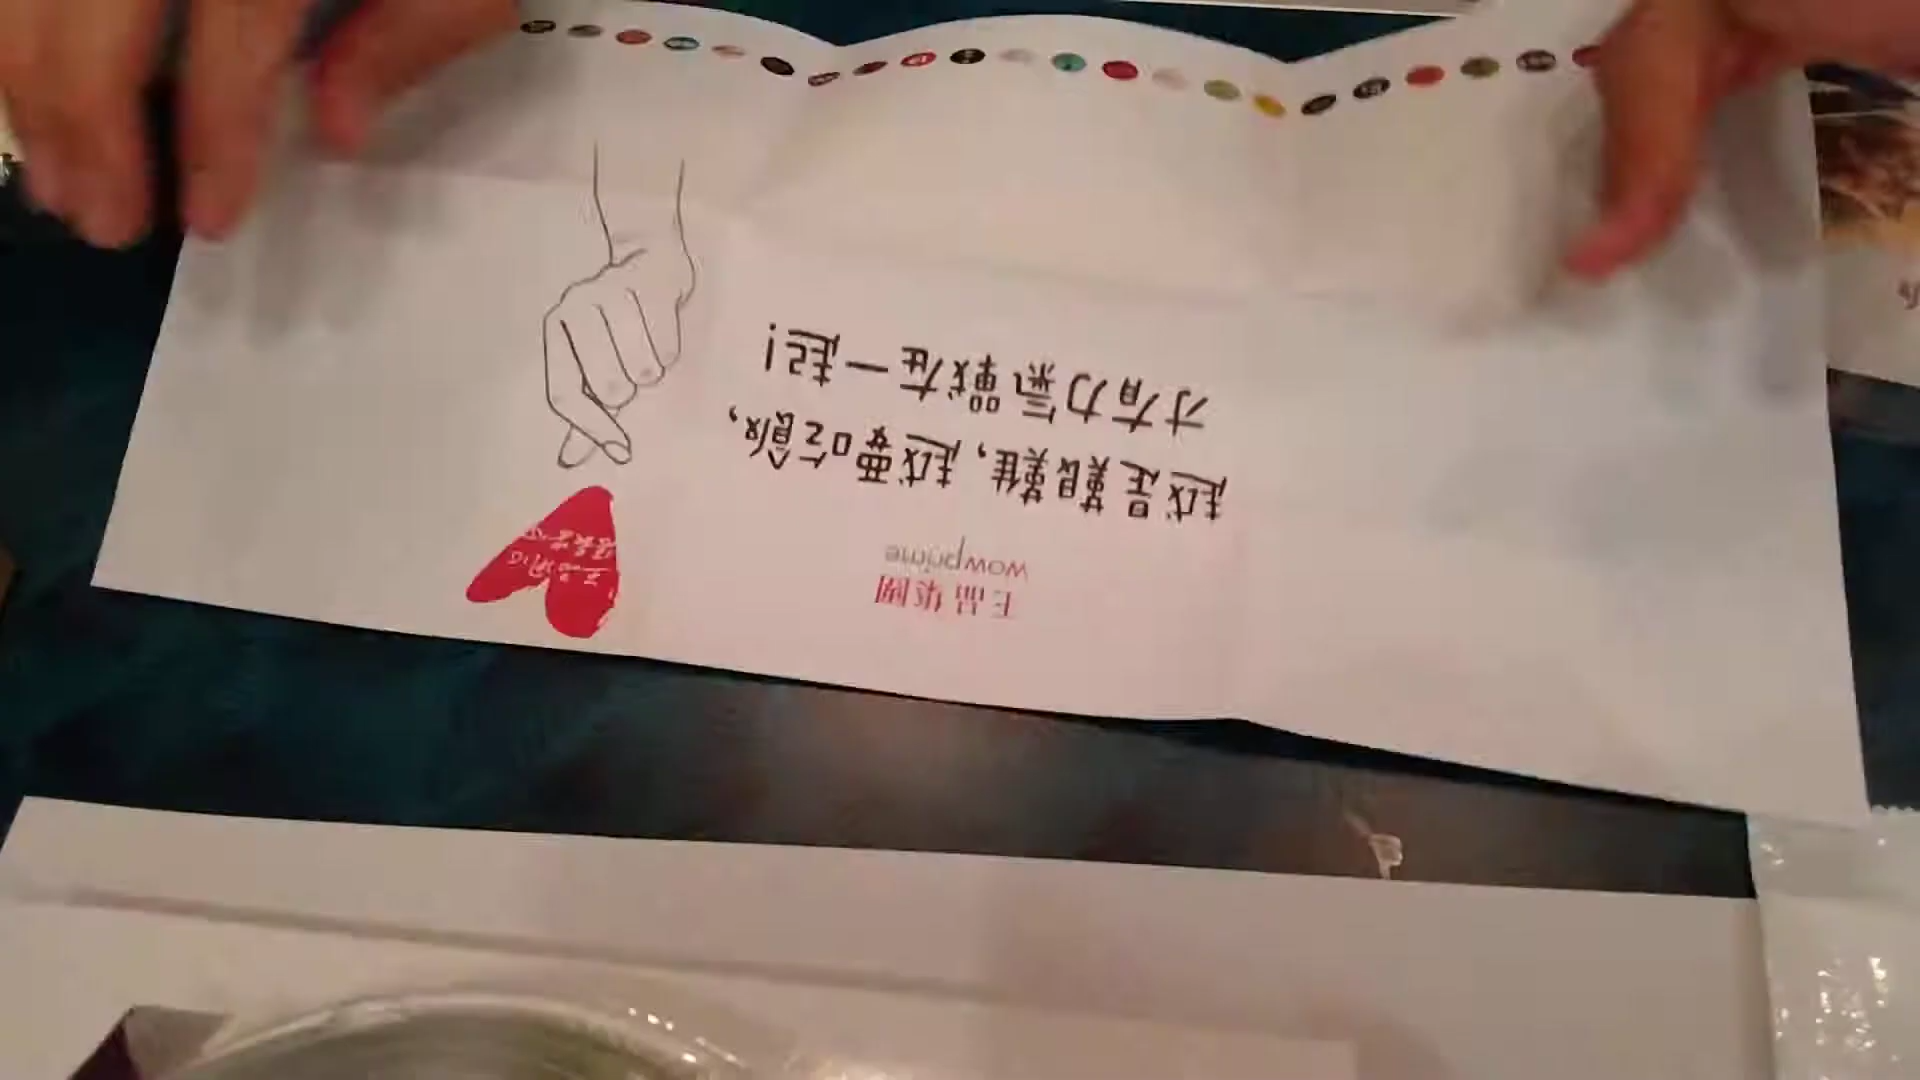 王品集團
wowprime
越是艱難，越要吃飽，
才有力氣戰在一起！